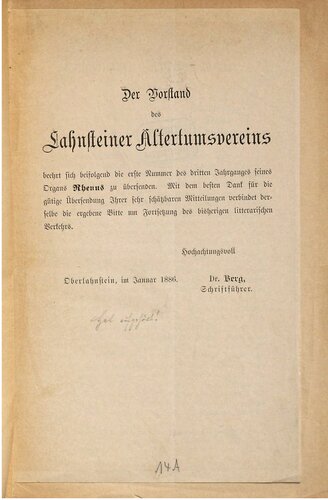 Der Vorstand
des
Lahnsteiner Altertumsvereins
beehrt sich beifolgend die erste Nummer des dritten Jahrganges seines
Organs Rhenus zu übersenden. Mit dem besten Dank für die
gütige Übersendung Ihrer sehr schätzbaren Mitteilungen verbindet der-
selbe die ergebene Bitte um Fortsetzung des bisherigen litterarischen
Verkehrs.
Hochachtungsvoll
Oberlahnstein, im Januar 1886.
Dr. Berg,
Schriftführer.
14A